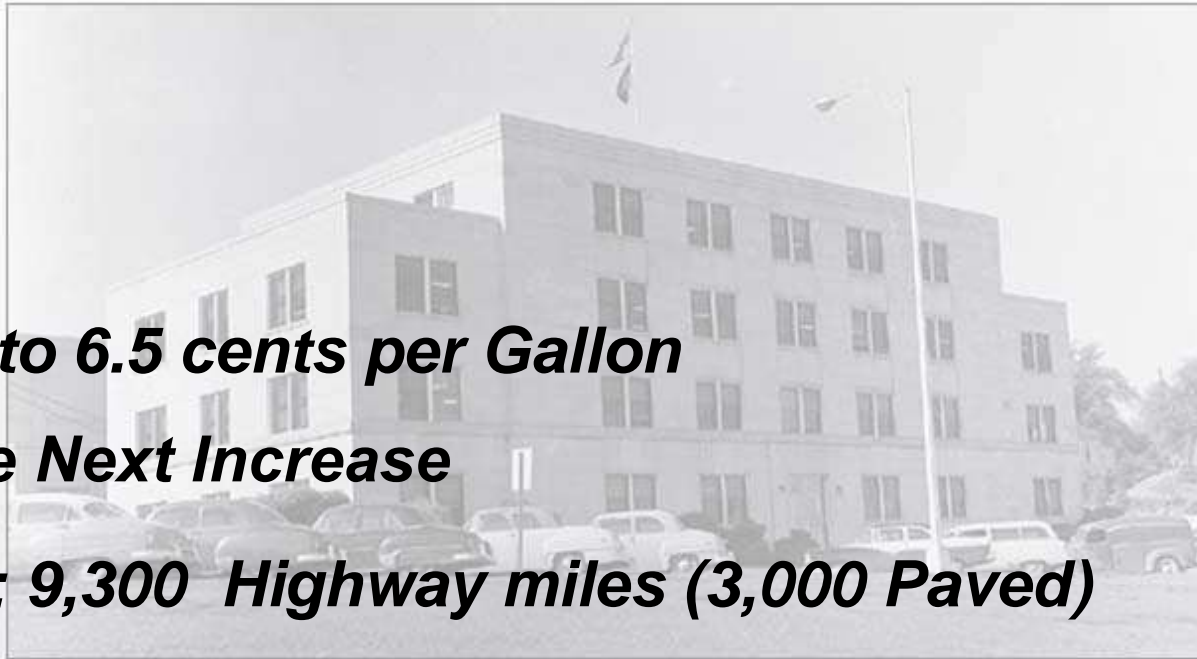 to 6.5 cents per Gallon
Next Increase
9,300 Highway miles (3,000 Paved)